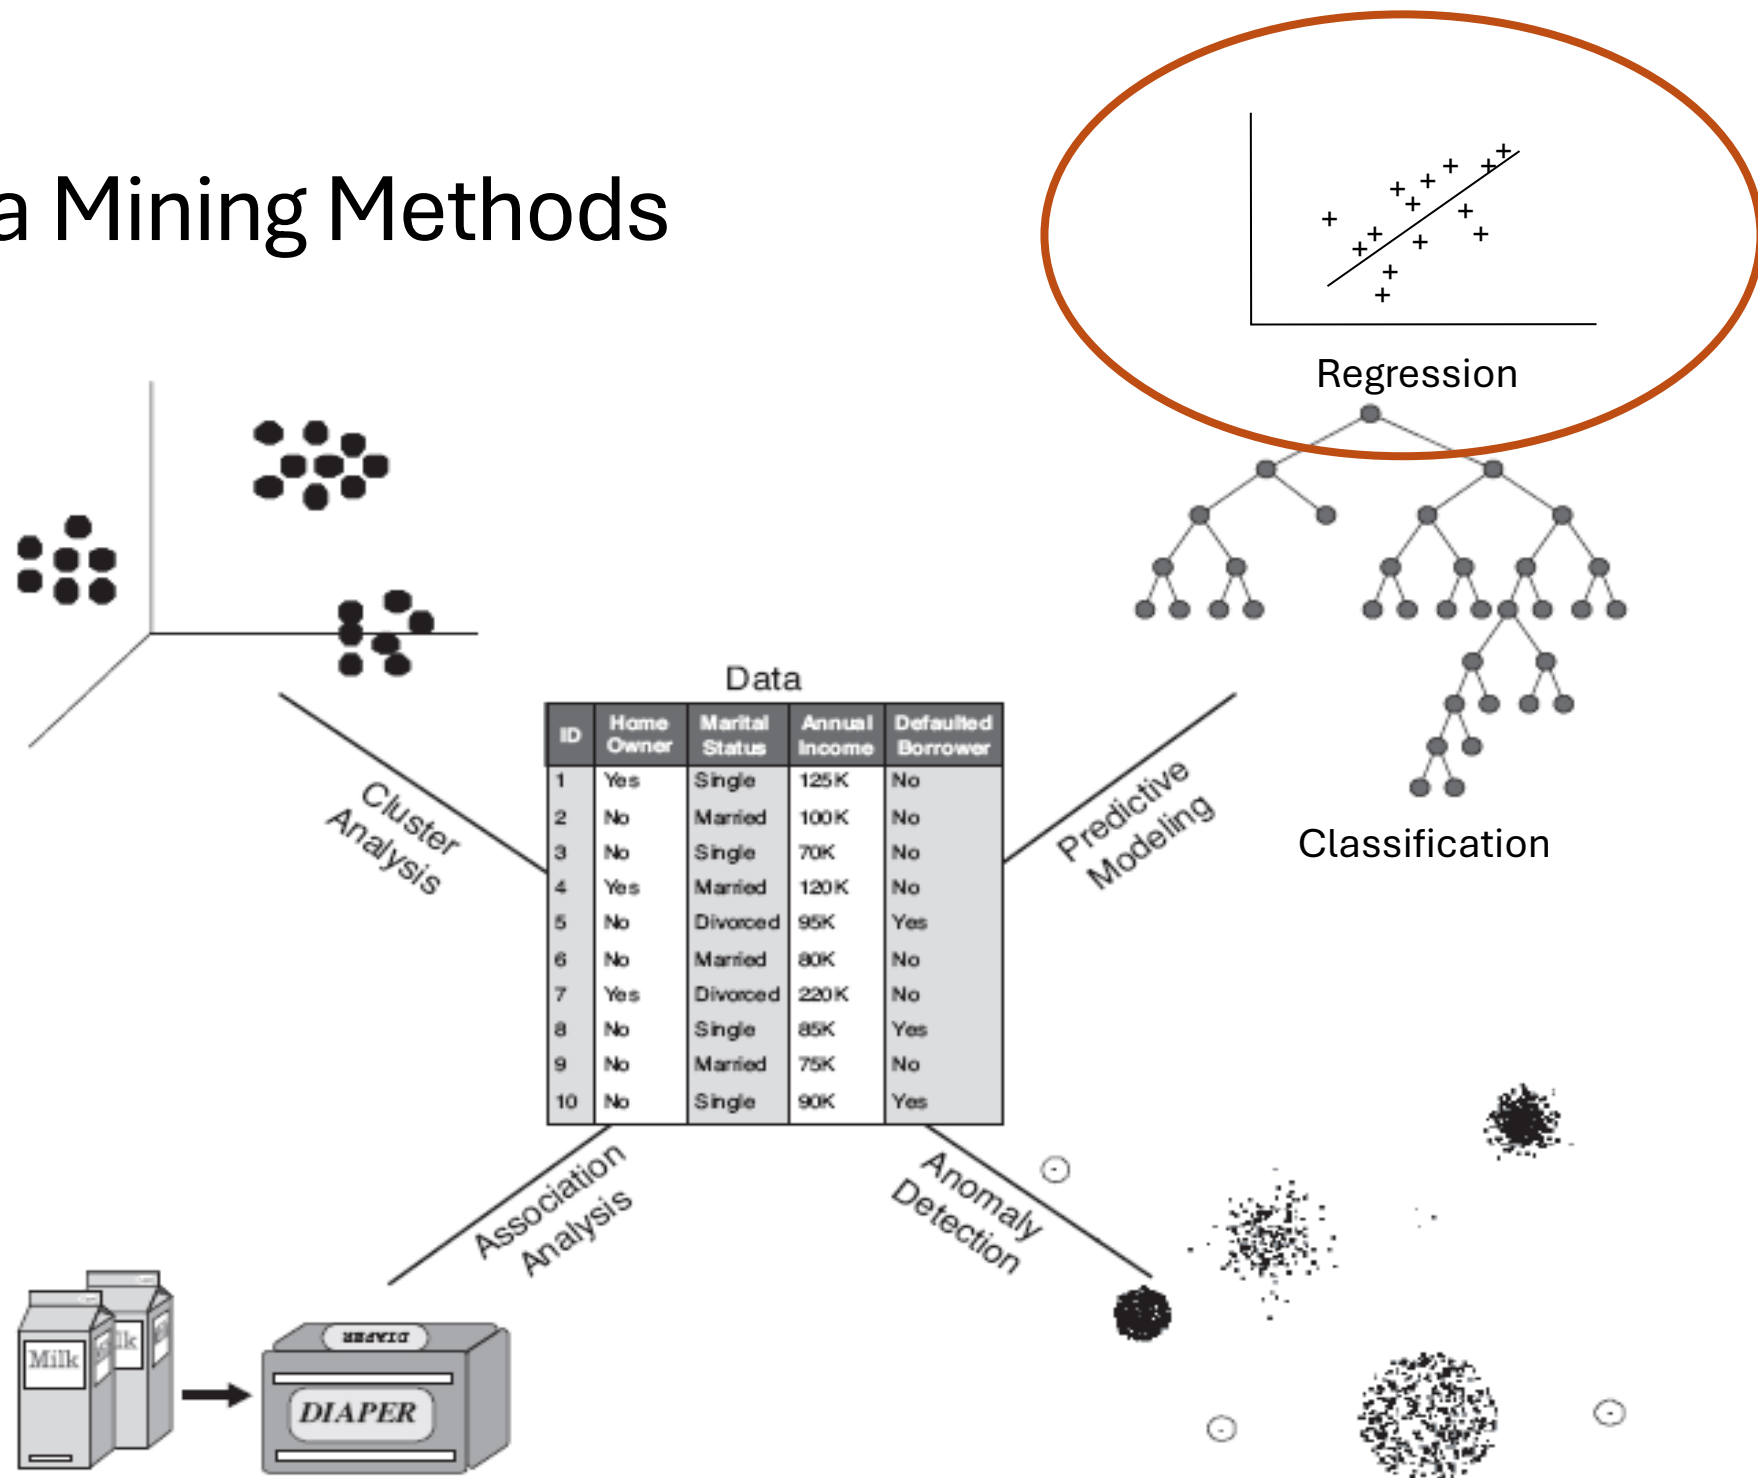 a Mining Methods
Regression
Classification
Data
ID Home Owner Marital Status Annual Income Defaulted Borrower
1 Yes Single 125K No
2 No Married 100K No
3 No Single 70K No
4 Yes Married 120K No
5 No Divorced 95K Yes
6 No Married 80K No
7 Yes Divorced 220K No
8 No Single 85K Yes
9 No Married 75K No
10 No Single 90K Yes
Cluster
Analysis
Predictive
Modeling
Association
Analysis
Anomaly
Detection
Milk
lk
DIAPER
DIAPER